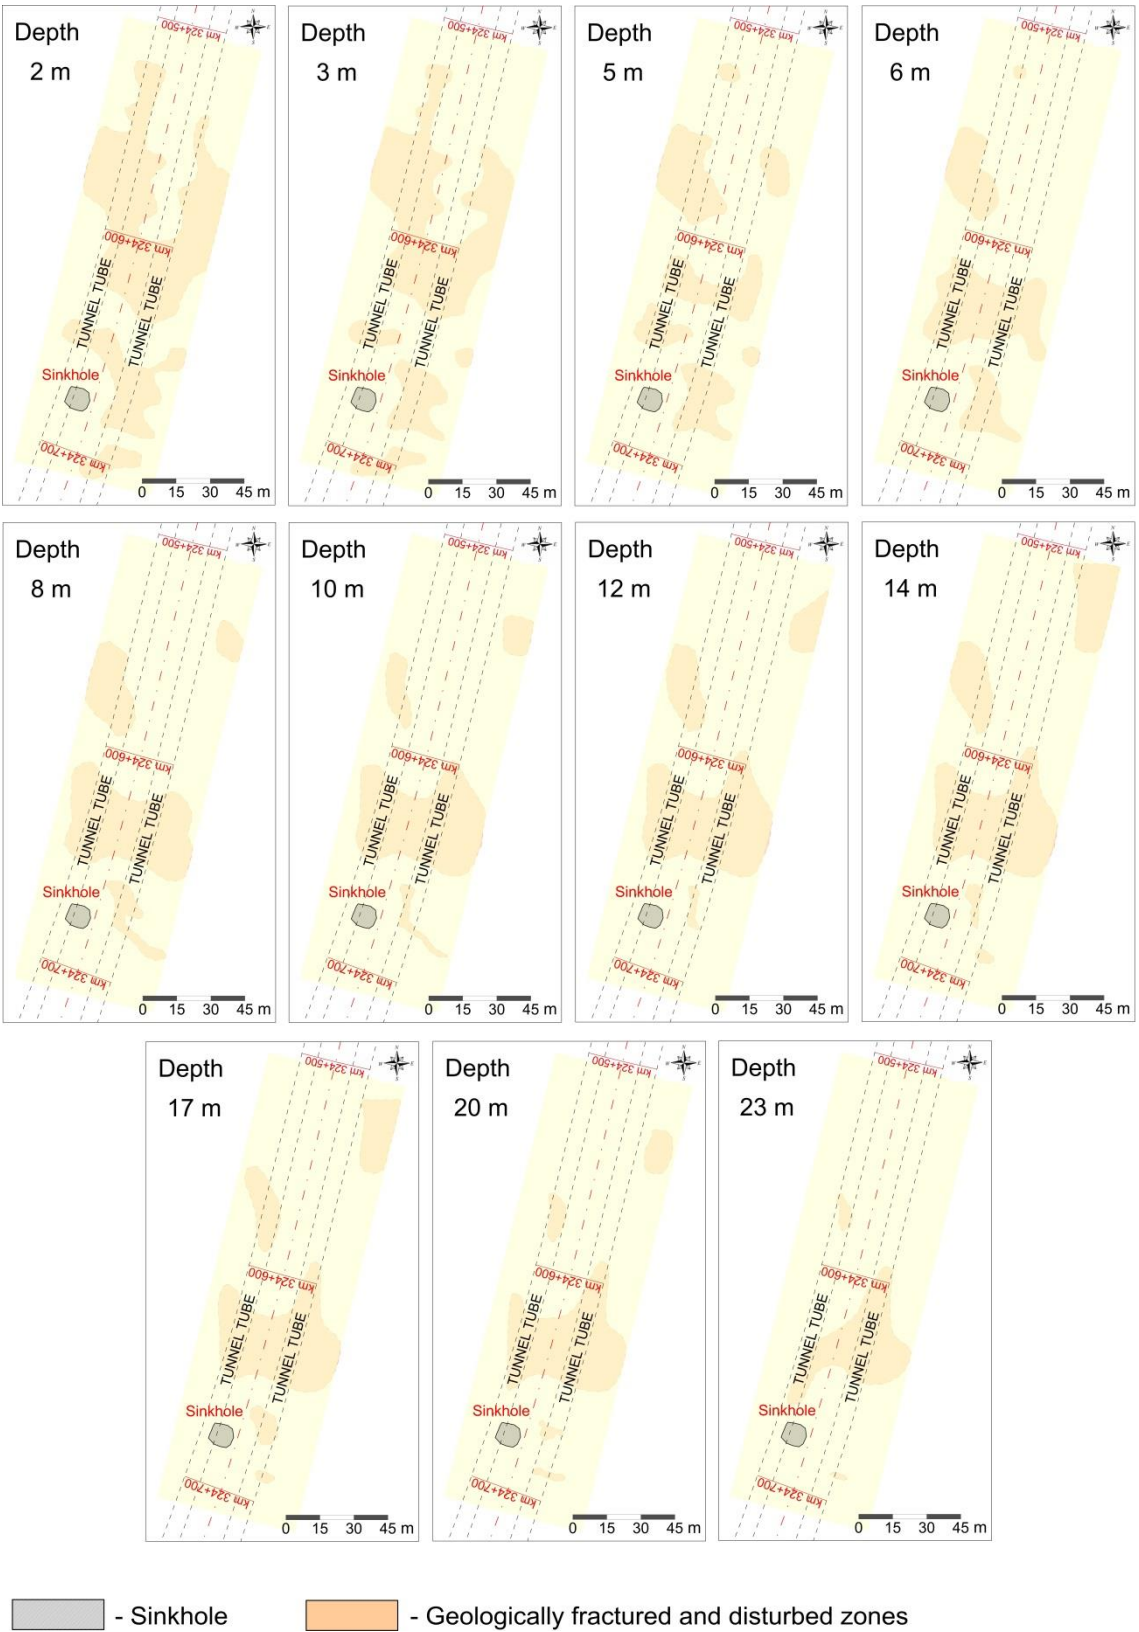 Depth
2 m
km 324+500
km 324+600
TUNNEL TUBE
TUNNEL TUBE
Sinkhole
km 324+700
0 15 30 45 m
Depth
3 m
km 324+500
km 324+600
TUNNEL TUBE
TUNNEL TUBE
Sinkhole
km 324+700
0 15 30 45 m
Depth
5 m
km 324+500
km 324+600
TUNNEL TUBE
TUNNEL TUBE
Sinkhole
km 324+700
0 15 30 45 m
Depth
6 m
km 324+500
km 324+600
TUNNEL TUBE
TUNNEL TUBE
Sinkhole
km 324+700
0 15 30 45 m
Depth
8 m
km 324+500
km 324+600
TUNNEL TUBE
TUNNEL TUBE
Sinkhole
km 324+700
0 15 30 45 m
Depth
10 m
km 324+500
km 324+600
TUNNEL TUBE
TUNNEL TUBE
Sinkhole
km 324+700
0 15 30 45 m
Depth
12 m
km 324+500
km 324+600
TUNNEL TUBE
TUNNEL TUBE
Sinkhole
km 324+700
0 15 30 45 m
Depth
14 m
km 324+500
km 324+600
TUNNEL TUBE
TUNNEL TUBE
Sinkhole
km 324+700
0 15 30 45 m
Depth
17 m
km 324+500
km 324+600
TUNNEL TUBE
TUNNEL TUBE
Sinkhole
km 324+700
0 15 30 45 m
Depth
20 m
km 324+500
km 324+600
TUNNEL TUBE
TUNNEL TUBE
Sinkhole
km 324+700
0 15 30 45 m
Depth
23 m
km 324+500
km 324+600
TUNNEL TUBE
TUNNEL TUBE
Sinkhole
km 324+700
0 15 30 45 m
- Sinkhole
- Geologically fractured and disturbed zones